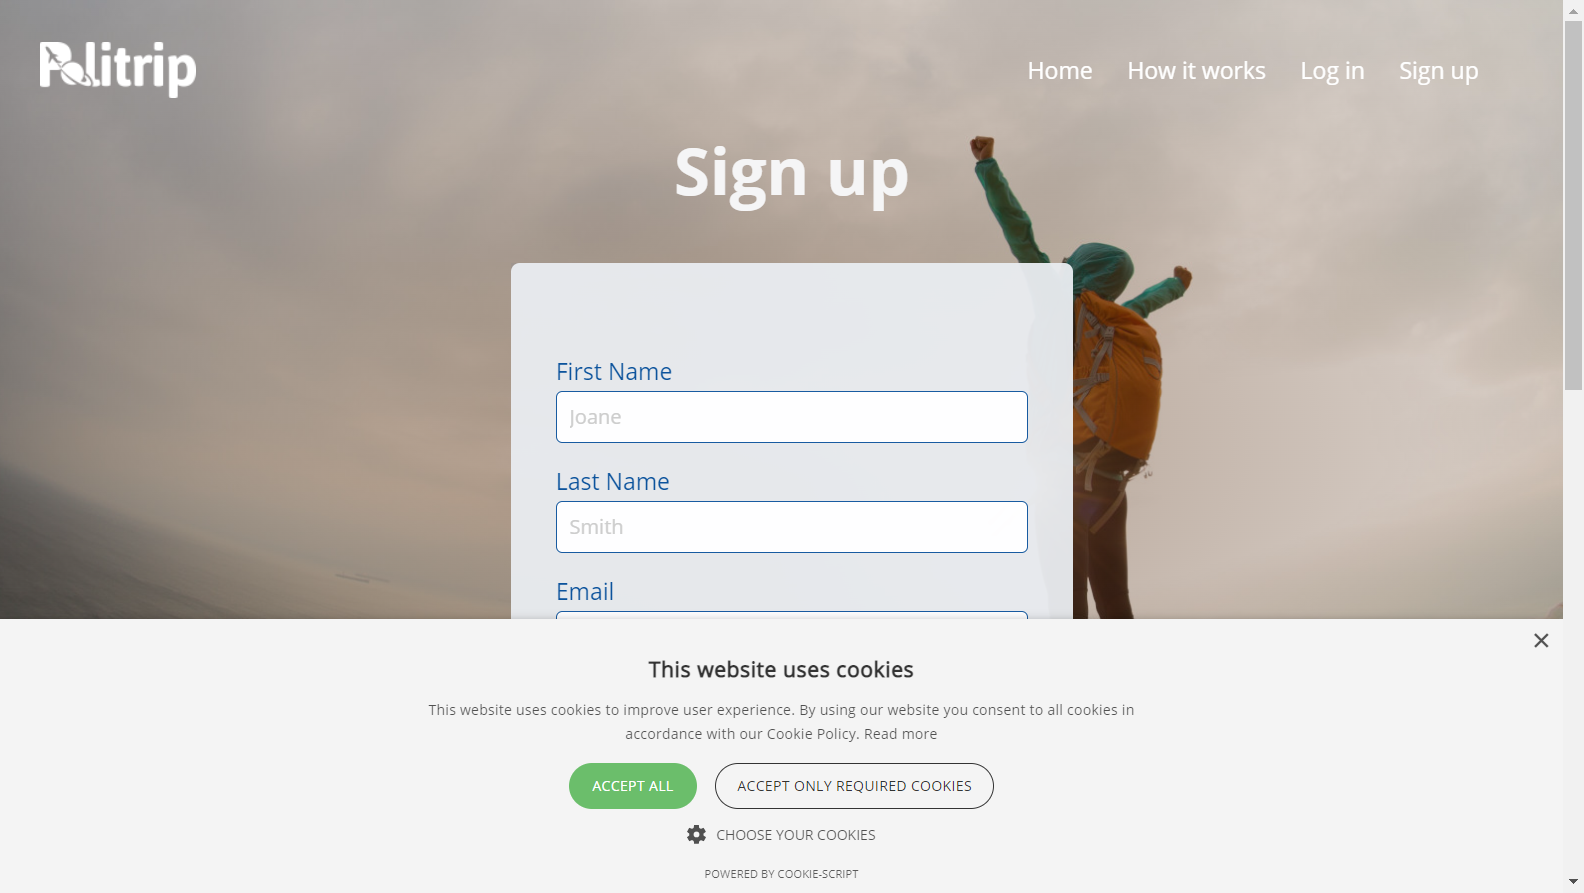 Politrip
Home
How it works
Log in
Sign up
Sign up
First Name
Joane
Last Name
Smith
Email
×
This website uses cookies
This website uses cookies to improve user experience. By using our website you consent to all cookies in
accordance with our Cookie Policy. Read more
ACCEPT ALL
ACCEPT ONLY REQUIRED COOKIES
CHOOSE YOUR COOKIES
POWERED BY COOKIE-SCRIPT